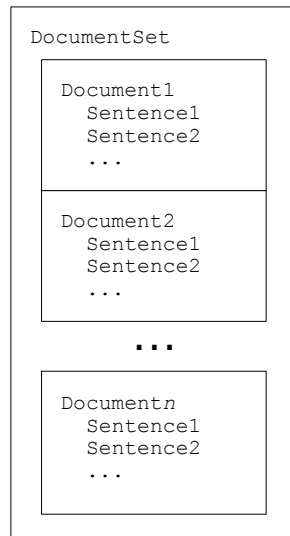 DocumentSet
Document1
Sentence1
Sentence2
...
Document2
Sentence1
Sentence2
...
...
Documentn
Sentence1
Sentence2
...